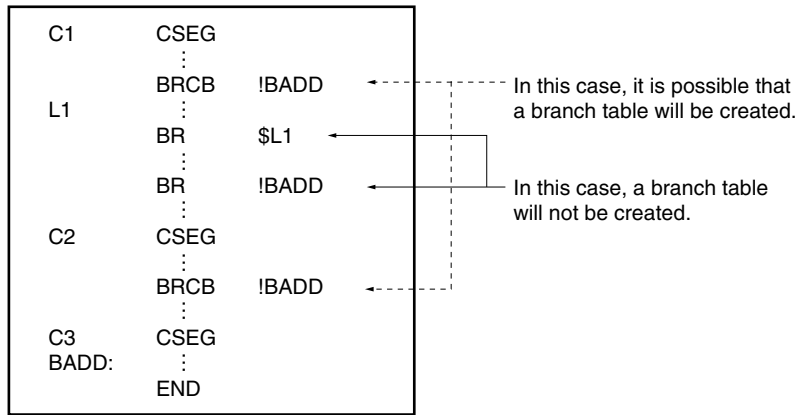 C1 CSEG
BRCB !BADD
L1
BR $L1
BR !BADD
C2 CSEG
BRCB !BADD
C3 CSEG
BADD:
END
In this case, it is possible that
a branch table will be created.
In this case, a branch table
will not be created.